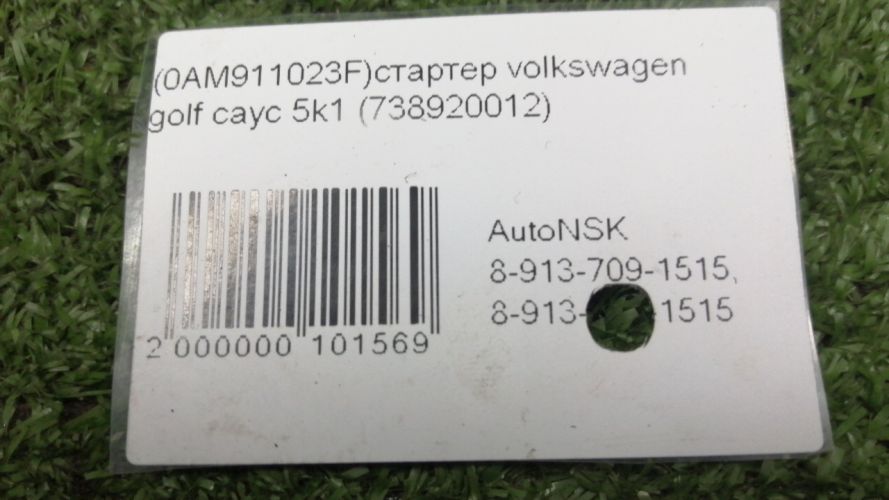 (0AM911023F)стартер volkswagen
golf cayc 5k1 (738920012)
AutoNSK
8-913-709-1515,
8-913- -1515
2 000000 101569